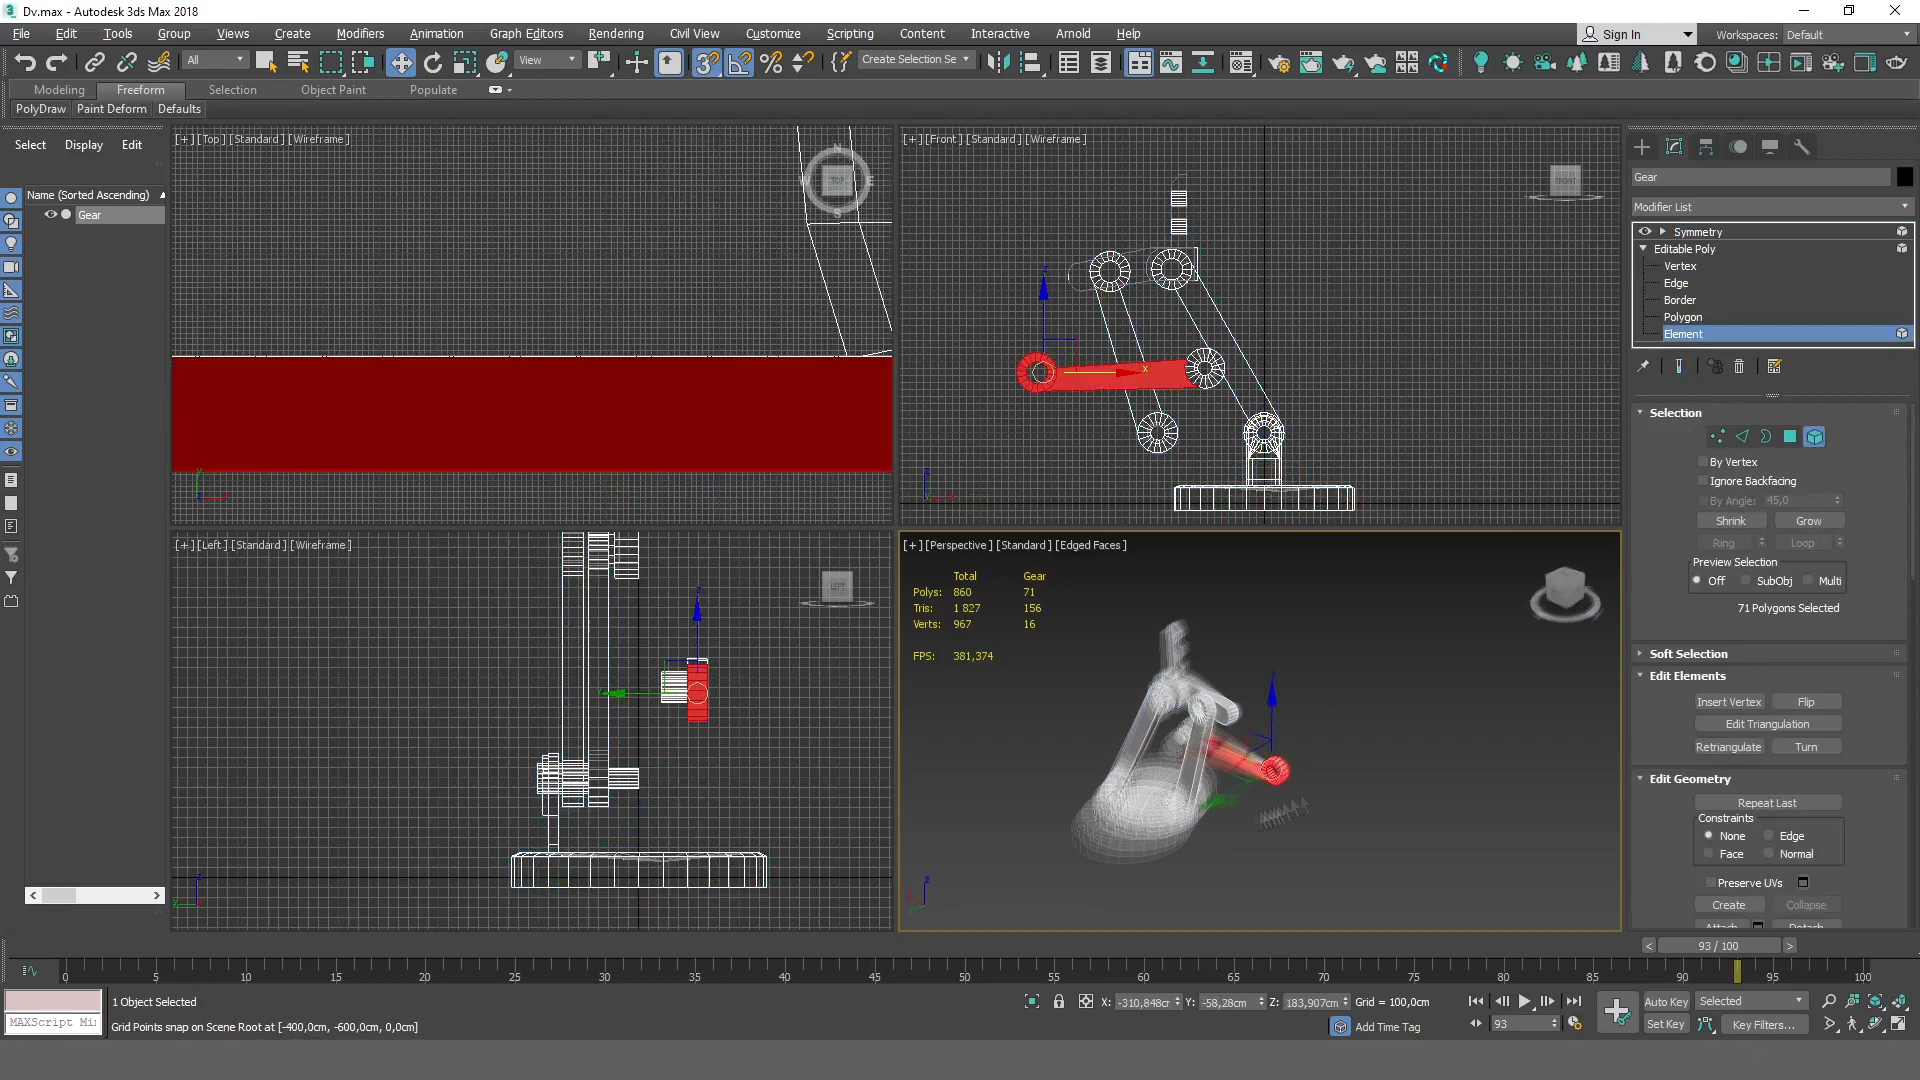 Dv.max - Autodesk 3ds Max 2018
File Edit Tools Group Views Create Modifiers Animation Graph Editors Rendering Civil View Customize Scripting Content Interactive Arnold Help
Sign In Workspaces: Default
All View Create Selection Se
Modeling Freeform Selection Object Paint Populate
PolyDraw Paint Deform Defaults
Select Display Edit
Name (Sorted Ascending)
Gear
[+] [Top] [Standard] [Wireframe]
N
W TOP E
S
[+] [Front] [Standard] [Wireframe]
FRONT
z
x
[+] [Left] [Standard] [Wireframe]
LEFT
[+] [Perspective] [Standard] [Edged Faces]
Total Gear
Polys: 860 71
Tris: 1 827 156
Verts: 967 16
FPS: 381,374
Gear
Modifier List
Symmetry
Editable Poly
Vertex
Edge
Border
Polygon
Element
Selection
By Vertex
Ignore Backfacing
By Angle: 45,0
Shrink Grow
Ring Loop
Preview Selection
Off SubObj Multi
71 Polygons Selected
Soft Selection
Edit Elements
Insert Vertex Flip
Edit Triangulation
Retriangulate Turn
Edit Geometry
Repeat Last
Constraints
None Edge
Face Normal
Preserve UVs
Create Collapse
Attach Detach
< 93 / 100 >
0 5 10 15 20 25 30 35 40 45 50 55 60 65 70 75 80 85 90 95 100
1 Object Selected X: -310,848cr Y: -58,28cm Z: 183,907cm Grid = 100,0cm Auto Key Selected
MAXScript Mi Grid Points snap on Scene Root at [-400,0cm, -600,0cm, 0,0cm] Add Time Tag 93 Set Key Key Filters...